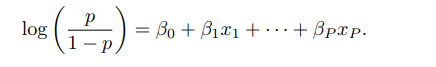 log(p/(1 − p)) = β₀ + β₁x₁ + · · · + β_P x_P.